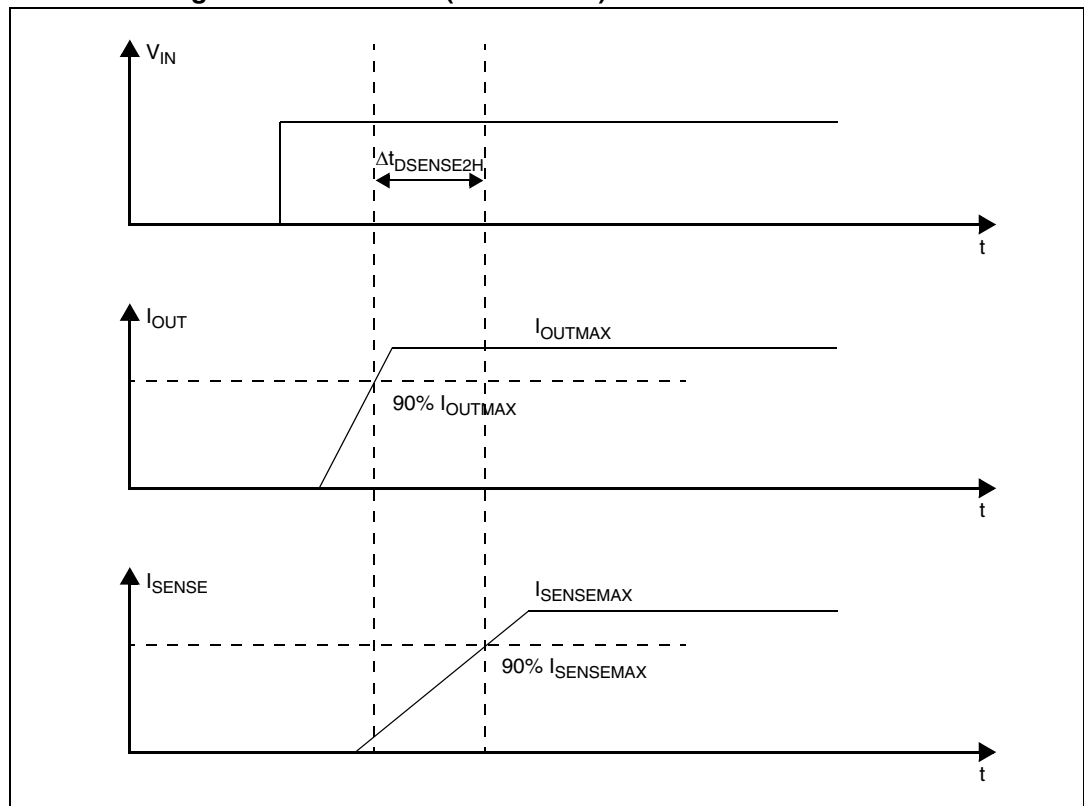 V_IN
Δt_DSENSE2H
t
I_OUT
I_OUTMAX
90% I_OUTMAX
t
I_SENSE
I_SENSEMAX
90% I_SENSEMAX
t